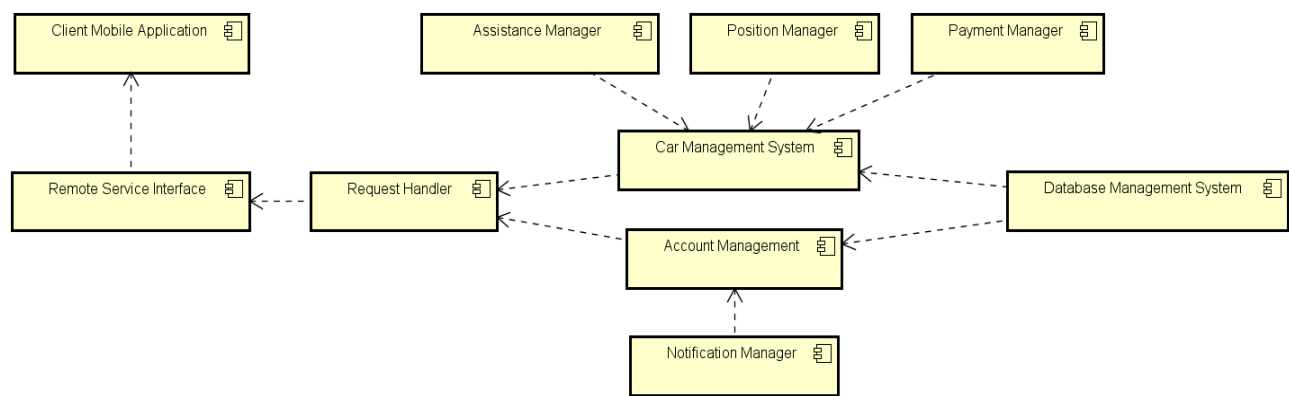 Client Mobile Application
Assistance Manager
Position Manager
Payment Manager
Car Management System
Remote Service Interface
Request Handler
Database Management System
Account Management
Notification Manager